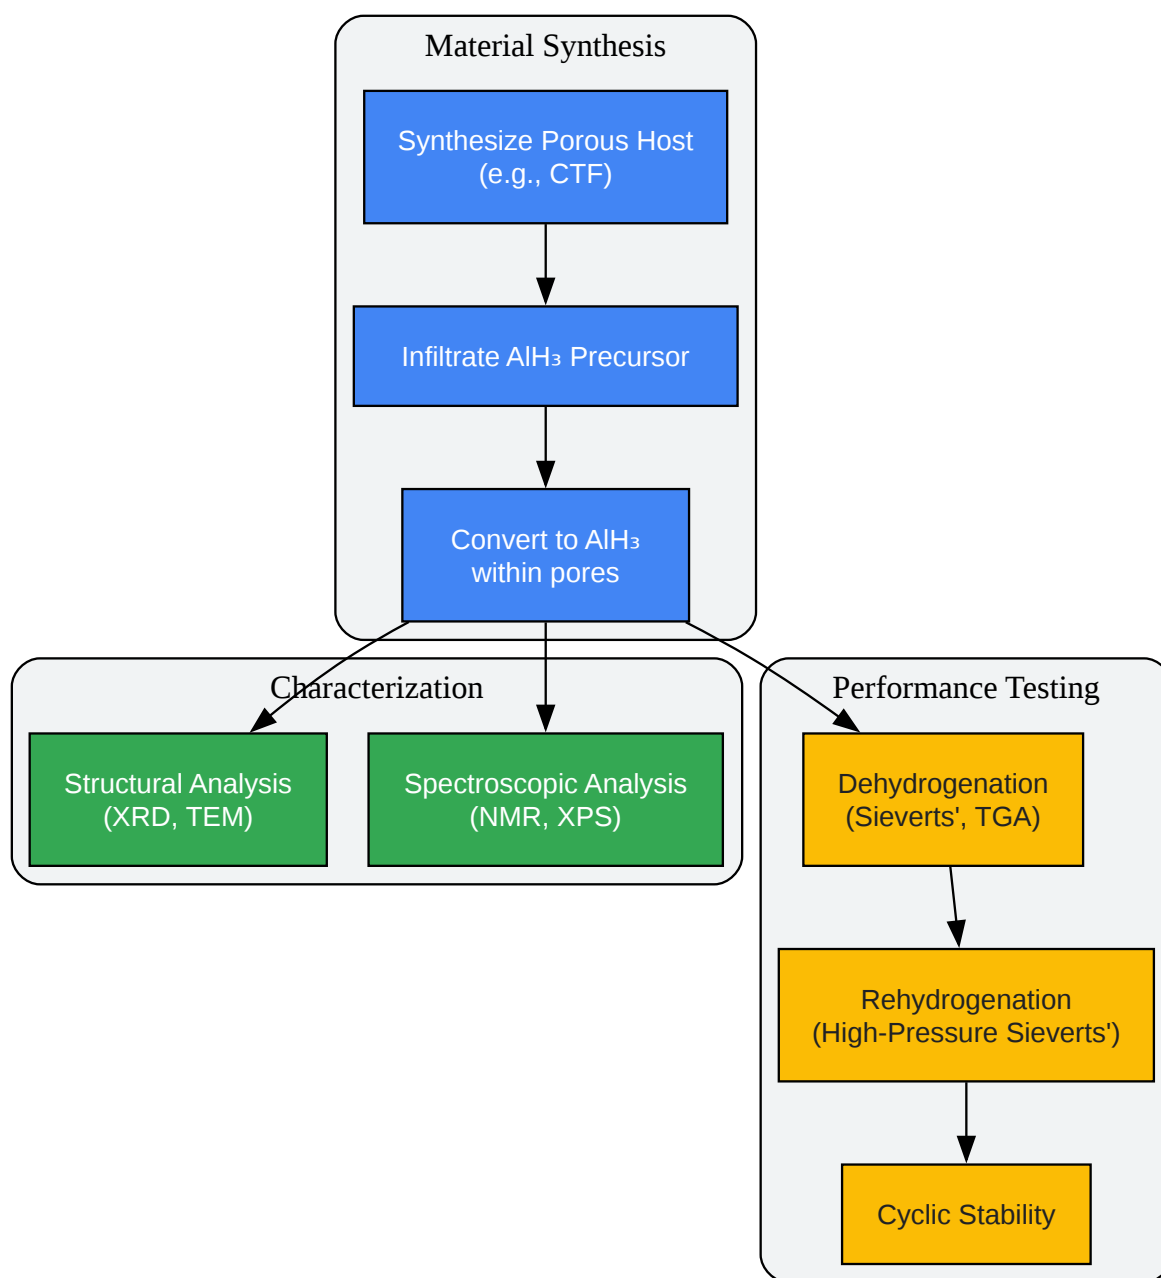 Material Synthesis
Synthesize Porous Host
(e.g., CTF)
Infiltrate AlH₃ Precursor
Convert to AlH₃
within pores
Characterization
Structural Analysis
(XRD, TEM)
Spectroscopic Analysis
(NMR, XPS)
Performance Testing
Dehydrogenation
(Sieverts', TGA)
Rehydrogenation
(High-Pressure Sieverts')
Cyclic Stability